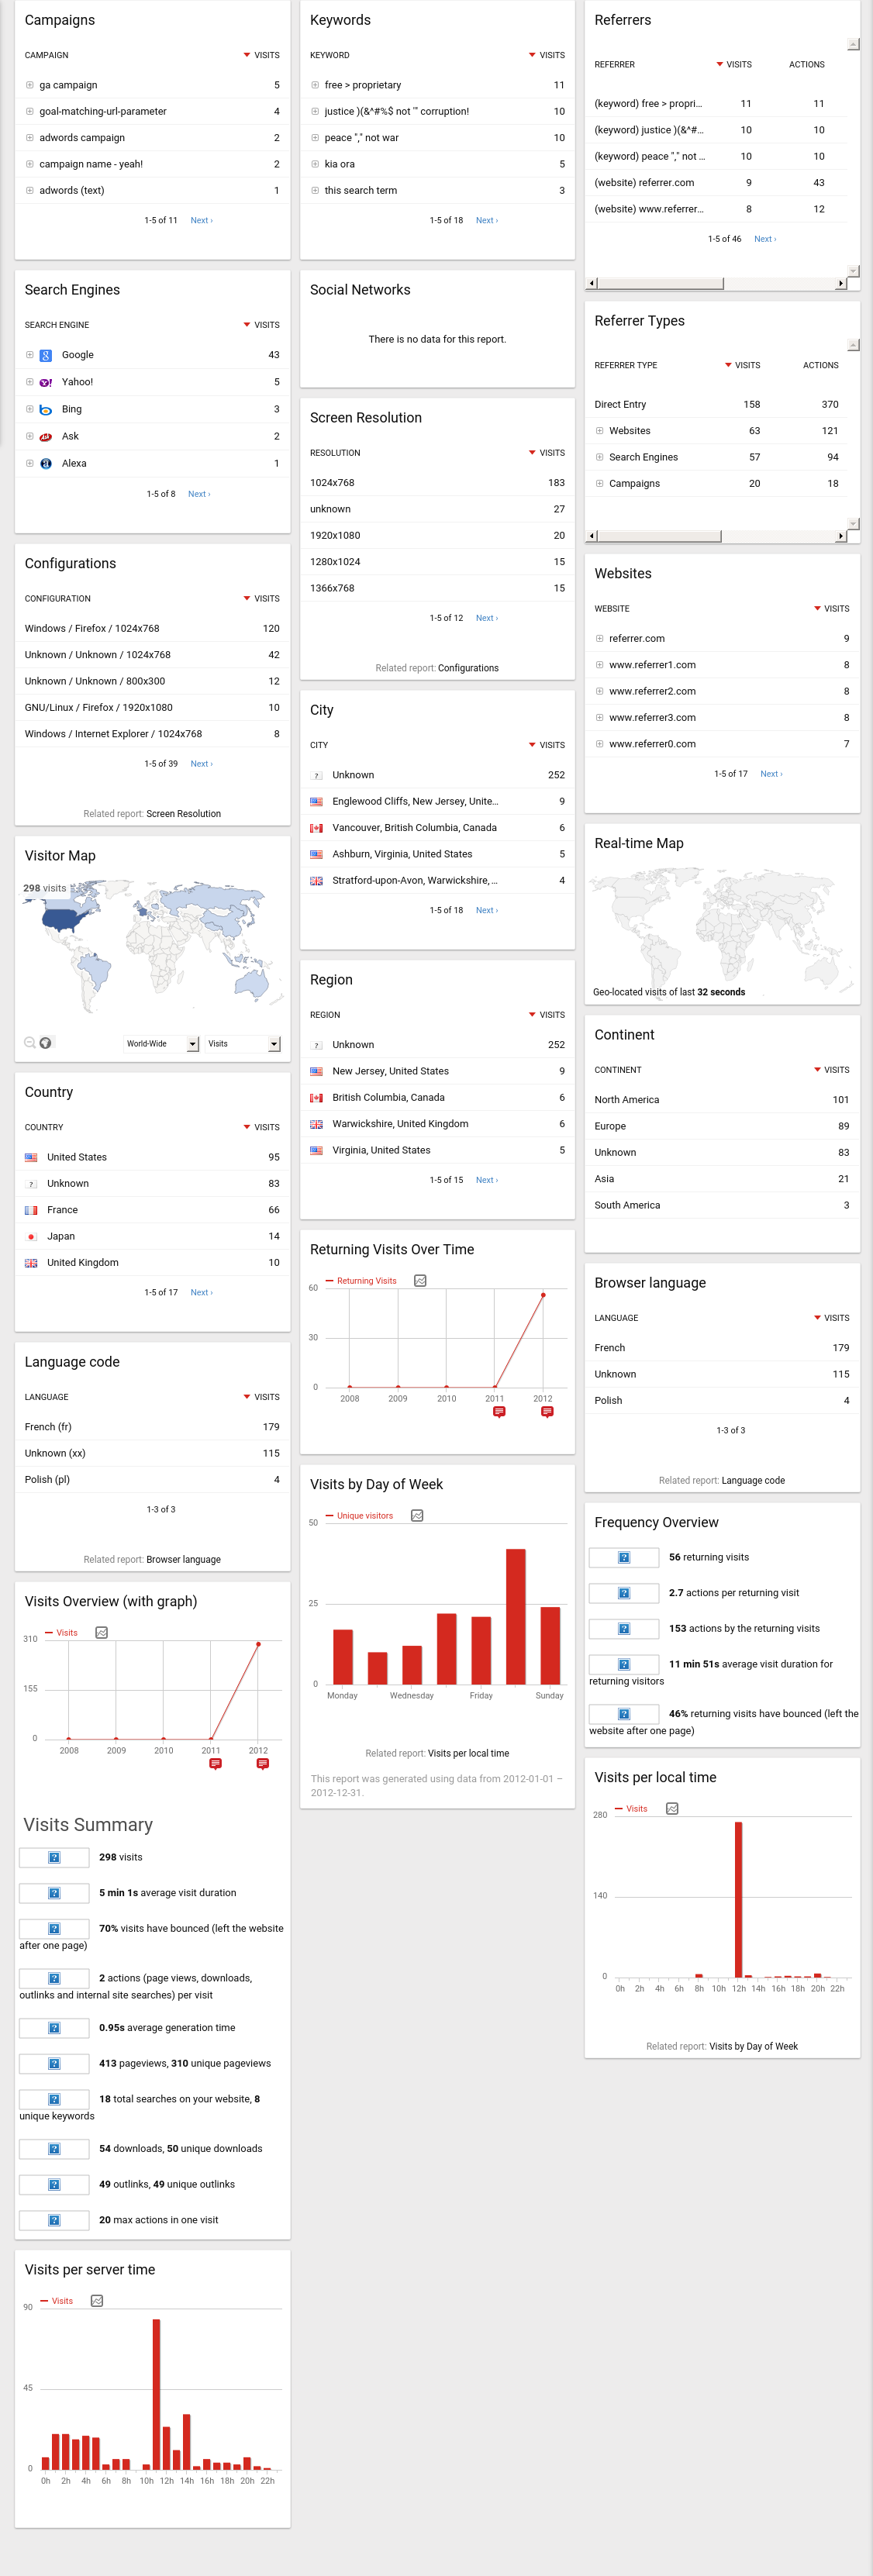 Campaigns
CAMPAIGN VISITS
ga campaign 5
goal-matching-url-parameter 4
adwords campaign 2
campaign name - yeah! 2
adwords (text) 1
1-5 of 11 Next ›
Search Engines
SEARCH ENGINE VISITS
Google 43
Yahoo! 5
Bing 3
Ask 2
Alexa 1
1-5 of 8 Next ›
Configurations
CONFIGURATION VISITS
Windows / Firefox / 1024x768 120
Unknown / Unknown / 1024x768 42
Unknown / Unknown / 800x300 12
GNU/Linux / Firefox / 1920x1080 10
Windows / Internet Explorer / 1024x768 8
1-5 of 39 Next ›
Related report: Screen Resolution
Visitor Map
298 visits
World-Wide Visits
Country
COUNTRY VISITS
United States 95
Unknown 83
France 66
Japan 14
United Kingdom 10
1-5 of 17 Next ›
Language code
LANGUAGE VISITS
French (fr) 179
Unknown (xx) 115
Polish (pl) 4
1-3 of 3
Related report: Browser language
Visits Overview (with graph)
Visits
310
155
0
2008 2009 2010 2011 2012
Visits Summary
298 visits
5 min 1s average visit duration
70% visits have bounced (left the website
after one page)
2 actions (page views, downloads,
outlinks and internal site searches) per visit
0.95s average generation time
413 pageviews, 310 unique pageviews
18 total searches on your website, 8
unique keywords
54 downloads, 50 unique downloads
49 outlinks, 49 unique outlinks
20 max actions in one visit
Visits per server time
Visits
90
45
0
0h 2h 4h 6h 8h 10h 12h 14h 16h 18h 20h 22h
Keywords
KEYWORD VISITS
free > proprietary 11
justice )(&^#%$ not '" corruption! 10
peace "," not war 10
kia ora 5
this search term 3
1-5 of 18 Next ›
Social Networks
There is no data for this report.
Screen Resolution
RESOLUTION VISITS
1024x768 183
unknown 27
1920x1080 20
1280x1024 15
1366x768 15
1-5 of 12 Next ›
Related report: Configurations
City
CITY VISITS
Unknown 252
Englewood Cliffs, New Jersey, Unite... 9
Vancouver, British Columbia, Canada 6
Ashburn, Virginia, United States 5
Stratford-upon-Avon, Warwickshire, ... 4
1-5 of 18 Next ›
Region
REGION VISITS
Unknown 252
New Jersey, United States 9
British Columbia, Canada 6
Warwickshire, United Kingdom 6
Virginia, United States 5
1-5 of 15 Next ›
Returning Visits Over Time
Returning Visits
60
30
0
2008 2009 2010 2011 2012
Visits by Day of Week
Unique visitors
50
25
0
Monday Wednesday Friday Sunday
Related report: Visits per local time
This report was generated using data from 2012-01-01 –
2012-12-31.
Referrers
REFERRER VISITS ACTIONS
(keyword) free > propri... 11 11
(keyword) justice )(&^#... 10 10
(keyword) peace "," not ... 10 10
(website) referrer.com 9 43
(website) www.referrer... 8 12
1-5 of 46 Next ›
Referrer Types
REFERRER TYPE VISITS ACTIONS
Direct Entry 158 370
Websites 63 121
Search Engines 57 94
Campaigns 20 18
Websites
WEBSITE VISITS
referrer.com 9
www.referrer1.com 8
www.referrer2.com 8
www.referrer3.com 8
www.referrer0.com 7
1-5 of 17 Next ›
Real-time Map
Geo-located visits of last 32 seconds
Continent
CONTINENT VISITS
North America 101
Europe 89
Unknown 83
Asia 21
South America 3
Browser language
LANGUAGE VISITS
French 179
Unknown 115
Polish 4
1-3 of 3
Related report: Language code
Frequency Overview
56 returning visits
2.7 actions per returning visit
153 actions by the returning visits
11 min 51s average visit duration for
returning visitors
46% returning visits have bounced (left the
website after one page)
Visits per local time
Visits
280
140
0
0h 2h 4h 6h 8h 10h 12h 14h 16h 18h 20h 22h
Related report: Visits by Day of Week